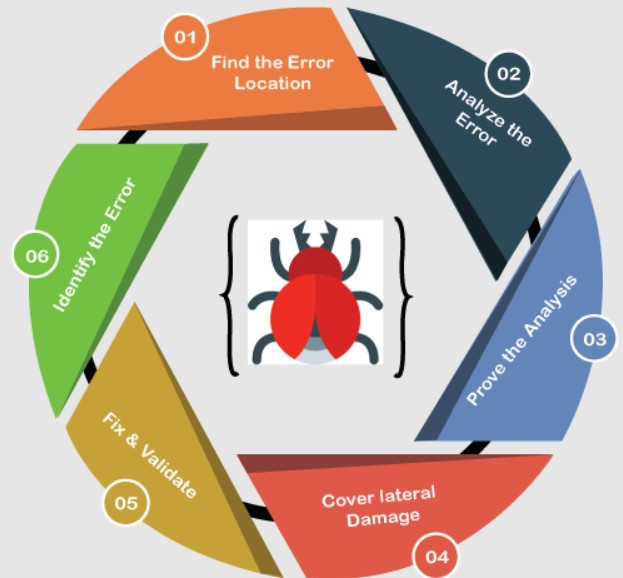 01
Find the Error
Location
02
Analyze the
Error
03
Prove the Analysis
04
Cover lateral
Damage
05
Fix & Validate
06
Identify the Error